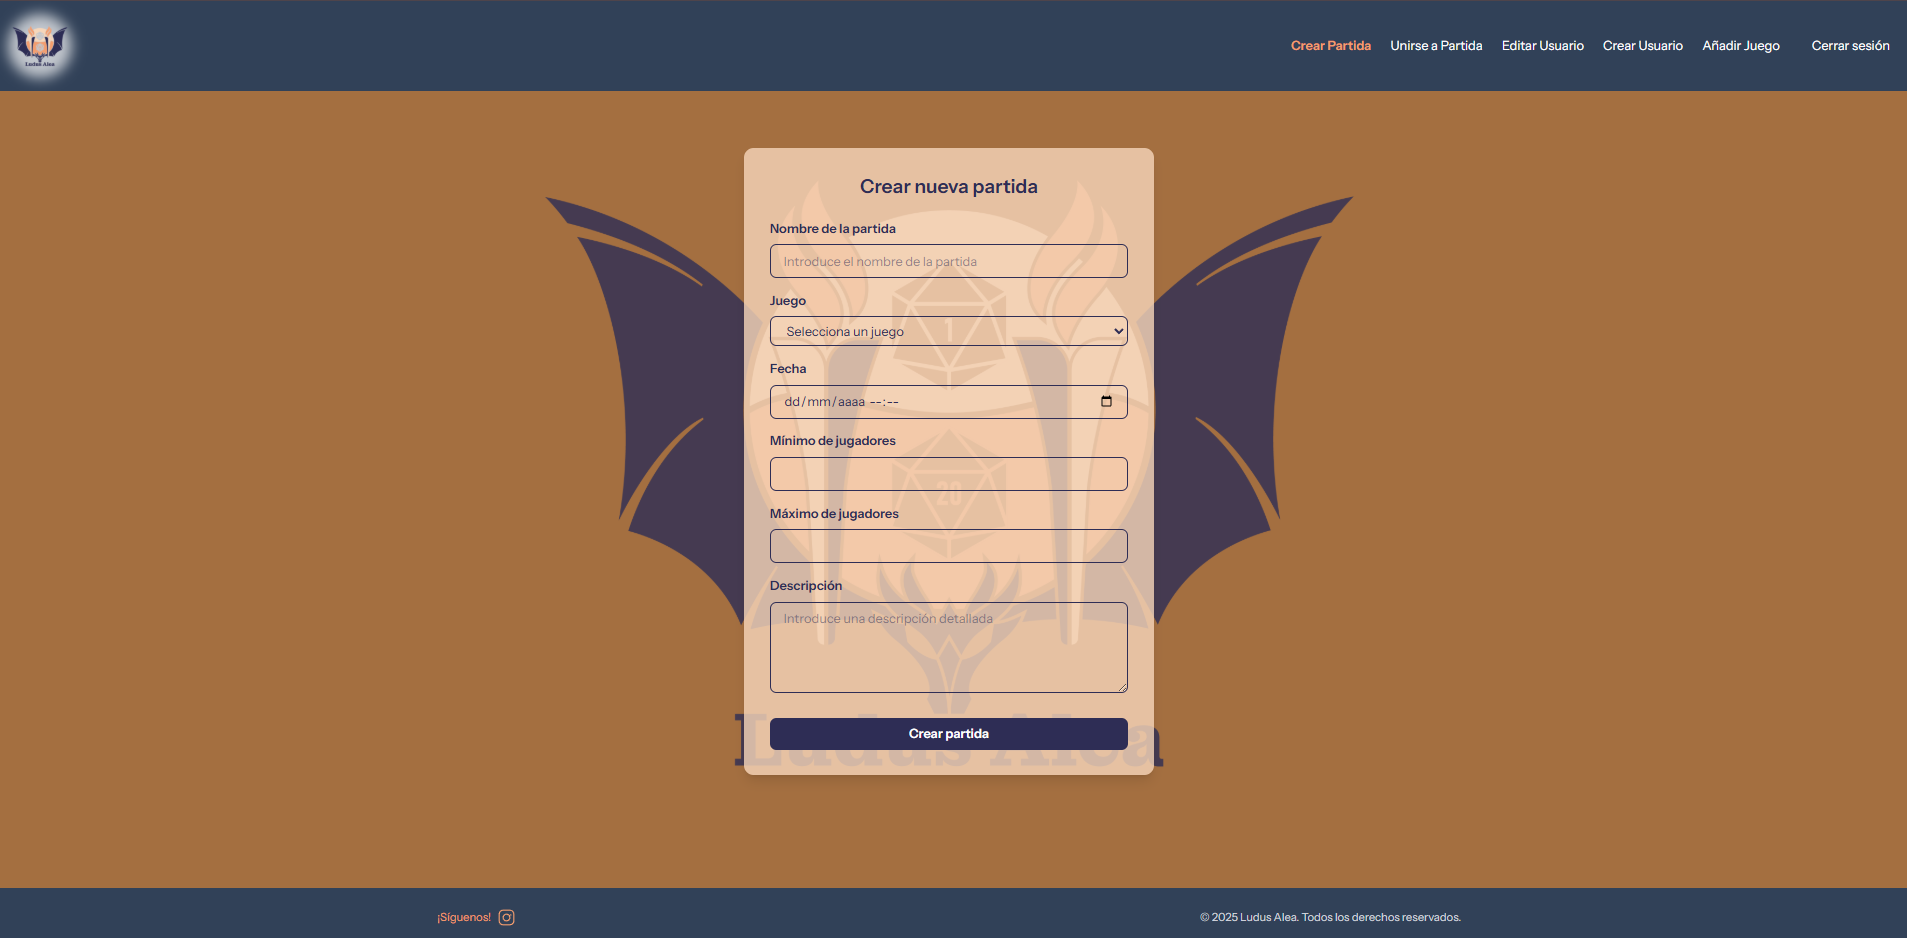 Ludus Alea
Crear Partida Unirse a Partida Editar Usuario Crear Usuario Añadir Juego Cerrar sesión
Crear nueva partida
Nombre de la partida
Introduce el nombre de la partida
Juego
Selecciona un juego
1
Fecha
dd/mm/aaaa --:--
Mínimo de jugadores
20
Máximo de jugadores
Descripción
Introduce una descripción detallada
Crear partida
Ludus Alea
¡Síguenos!
© 2025 Ludus Alea. Todos los derechos reservados.